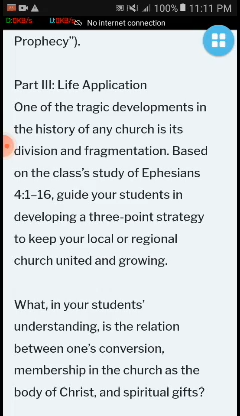 D:0KB/s U:0KB/s No internet connection 100% 11:11 PM
Prophecy").
Part III: Life Application
One of the tragic developments in
the history of any church is its
division and fragmentation. Based
on the class's study of Ephesians
4:1–16, guide your students in
developing a three-point strategy
to keep your local or regional
church united and growing.
What, in your students'
understanding, is the relation
between one's conversion,
membership in the church as the
body of Christ, and spiritual gifts?